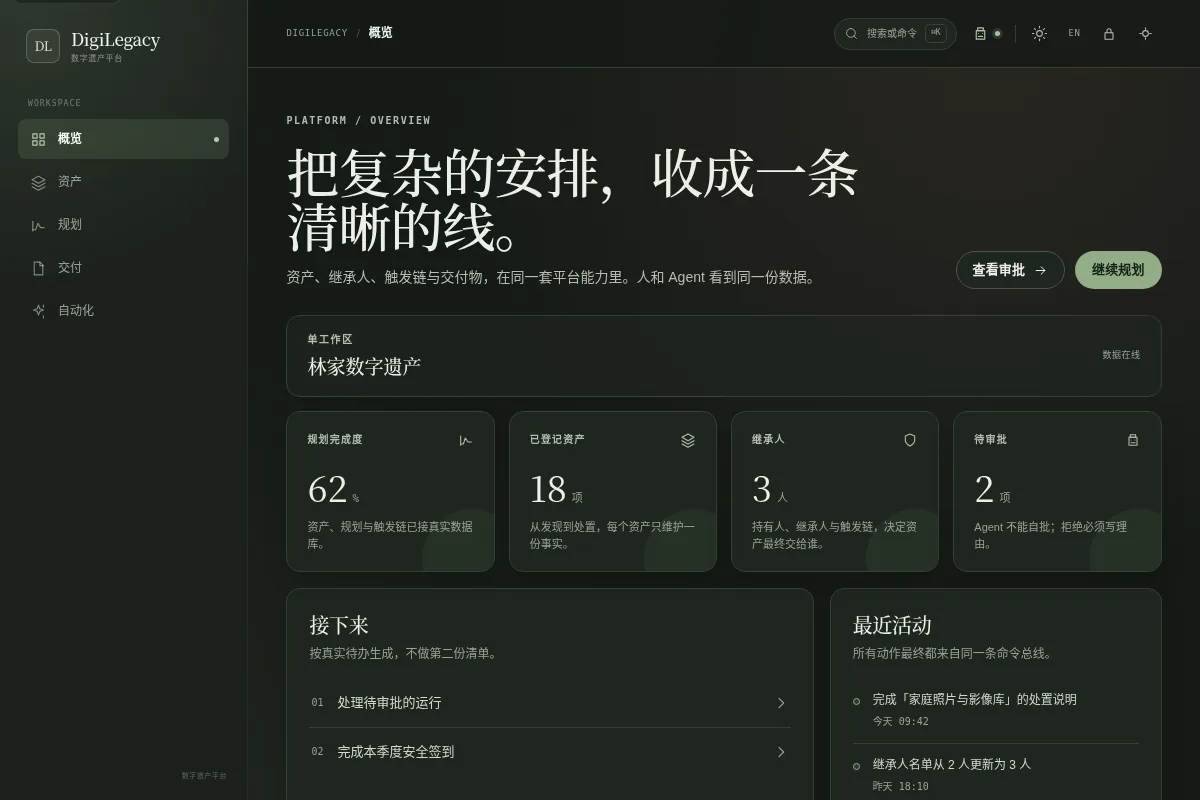 DL
DigiLegacy
数字遗产平台
WORKSPACE
概览
资产
规划
交付
自动化
数字遗产平台
DIGILEGACY / 概览
搜索或命令 ⌘K
EN
PLATFORM / OVERVIEW
把复杂的安排，收成一条
清晰的线。
资产、继承人、触发链与交付物，在同一套平台能力里。人和 Agent 看到同一份数据。
查看审批 →
继续规划
单工作区
林家数字遗产
数据在线
规划完成度
62 %
资产、规划与触发链已接真实数据
库。
已登记资产
18 项
从发现到处置，每个资产只维护一
份事实。
继承人
3 人
持有人、继承人与触发链，决定资
产最终交给谁。
待审批
2 项
Agent 不能自批；拒绝必须写理
由。
接下来
按真实待办生成，不做第二份清单。
01 处理待审批的运行
02 完成本季度安全签到
最近活动
所有动作最终都来自同一条命令总线。
完成「家庭照片与影像库」的处置说明
今天 09:42
继承人名单从 2 人更新为 3 人
昨天 18:10